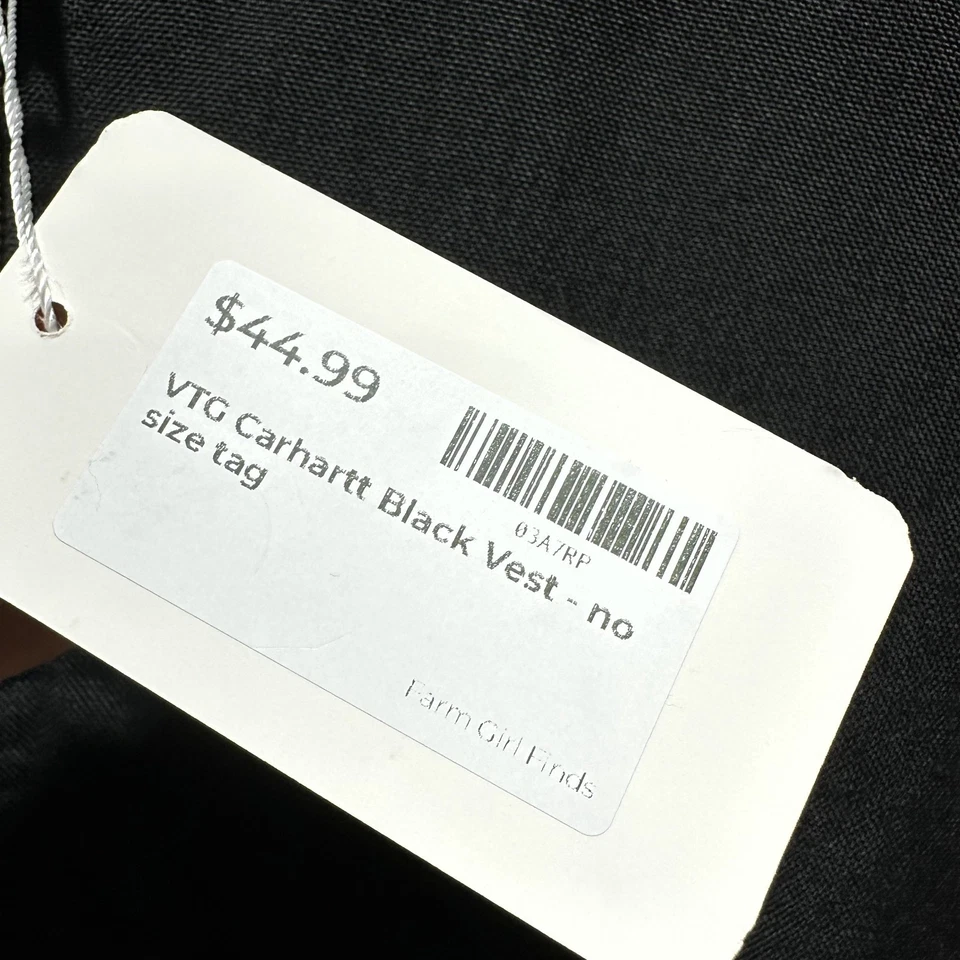 $44.99
03A7RP
VTG Carhartt Black Vest - no
size tag
Farm Girl Finds